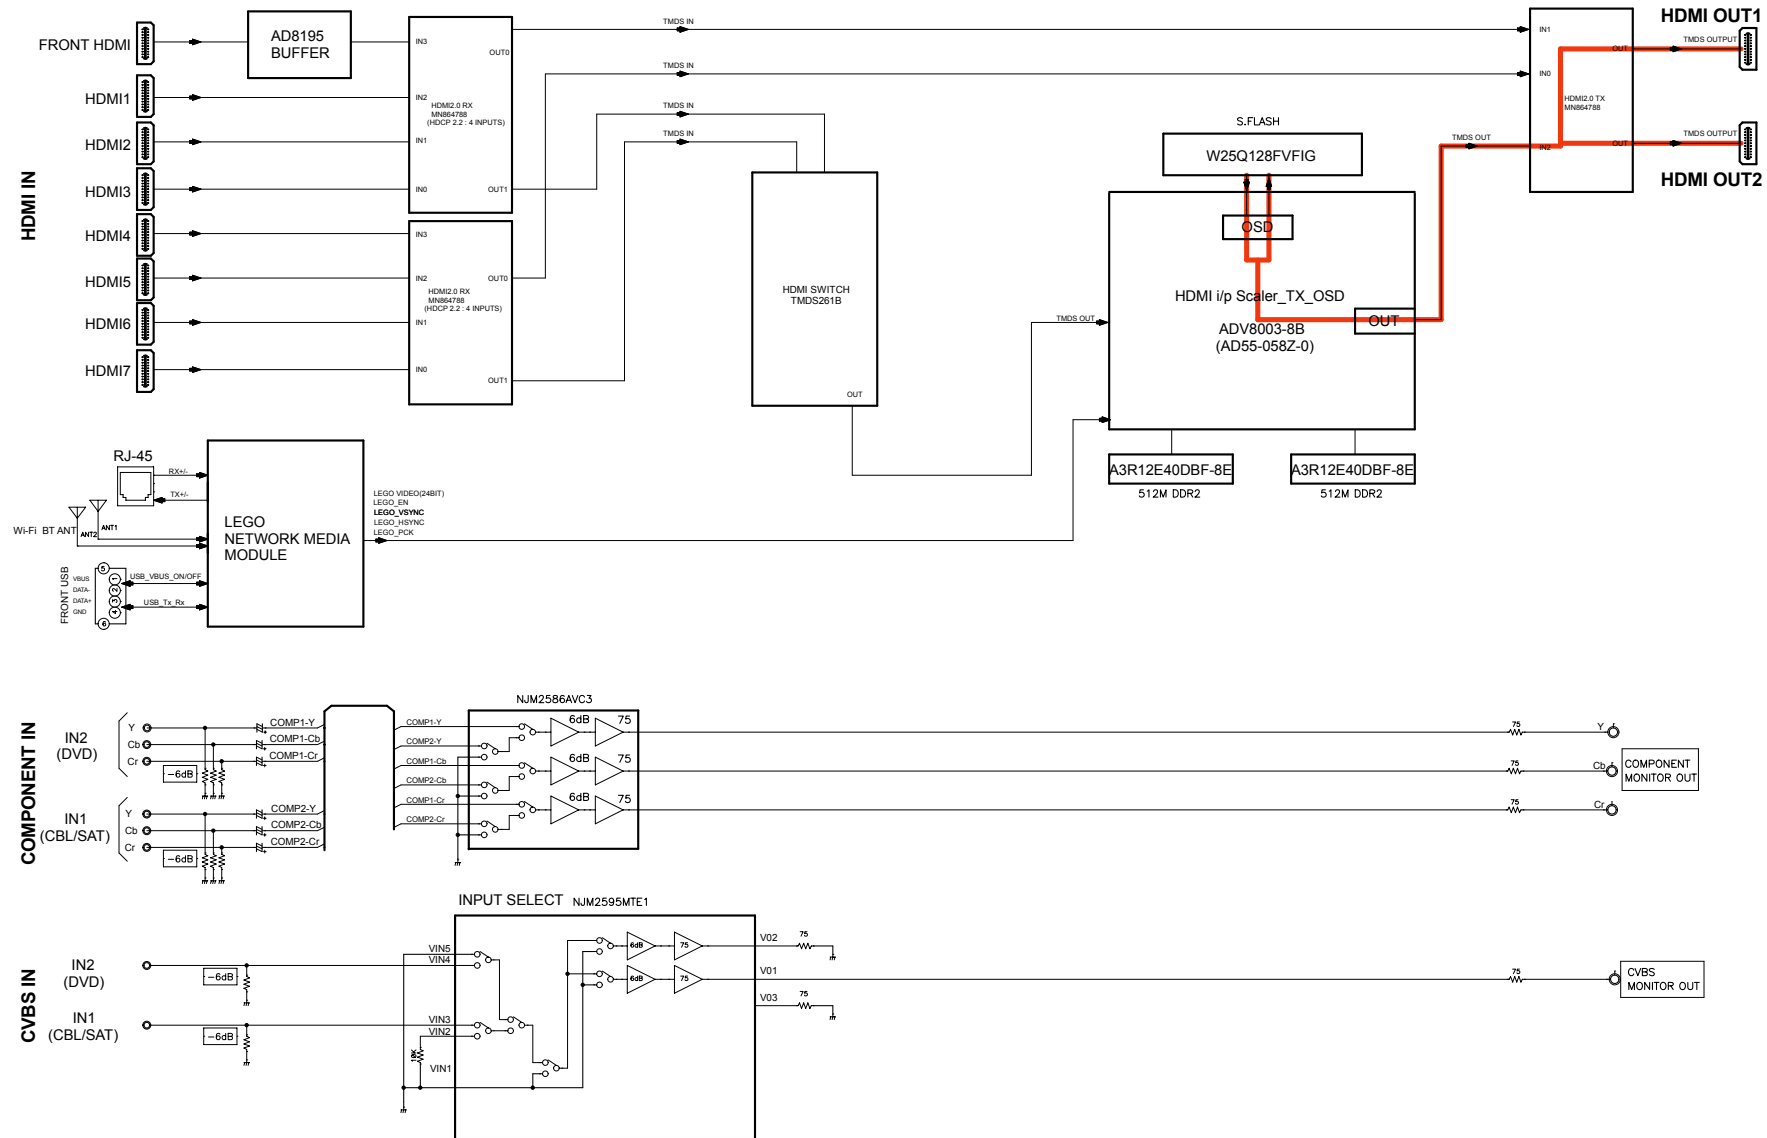 HDMI IN
FRONT HDMI
HDMI1
HDMI2
HDMI3
HDMI4
HDMI5
HDMI6
HDMI7
AD8195
BUFFER
IN3
OUT0
IN2
HDMI2.0 RX
MN864788
(HDCP 2.2 : 4 INPUTS)
IN1
IN0
OUT1
IN3
IN2
OUT0
HDMI2.0 RX
MN864788
(HDCP 2.2 : 4 INPUTS)
IN1
IN0
OUT1
TMDS IN
TMDS IN
TMDS IN
TMDS IN
HDMI SWITCH
TMDS261B
OUT
TMDS OUT
S.FLASH
W25Q128FVFIG
OSD
HDMI i/p Scaler_TX_OSD
OUT
ADV8003-8B
(AD55-058Z-0)
A3R12E40DBF-8E
512M DDR2
A3R12E40DBF-8E
512M DDR2
TMDS OUT
IN1
IN0
HDMI2.0 TX
MN864788
IN2
OUT
OUT
TMDS OUTPUT
TMDS OUTPUT
HDMI OUT1
HDMI OUT2
RJ-45
RX+/-
TX+/-
Wi-Fi BT ANT
ANT1
ANT2
FRONT USB
5
VBUS
1
DATA-
2
DATA+
3
GND
4
6
USB_VBUS_ON/OFF
USB_Tx_Rx
LEGO
NETWORK MEDIA
MODULE
LEGO VIDEO(24BIT)
LEGO_EN
LEGO_VSYNC
LEGO_HSYNC
LEGO_PCK
COMPONENT IN
IN2
(DVD)
Y
Cb
Cr
-6dB
COMP1-Y
COMP1-Cb
COMP1-Cr
IN1
(CBL/SAT)
Y
Cb
Cr
-6dB
COMP2-Y
COMP2-Cb
COMP2-Cr
COMP1-Y
COMP2-Y
COMP1-Cb
COMP2-Cb
COMP1-Cr
COMP2-Cr
NJM2586AVC3
6dB 75
6dB 75
6dB 75
75
75
75
Y
Cb
Cr
COMPONENT
MONITOR OUT
CVBS IN
IN2
(DVD)
-6dB
IN1
(CBL/SAT)
-6dB
INPUT SELECT NJM2595MTE1
VIN5
VIN4
VIN3
VIN2
10K
VIN1
6dB 75
6dB 75
V02
75
V01
V03
75
75
CVBS
MONITOR OUT